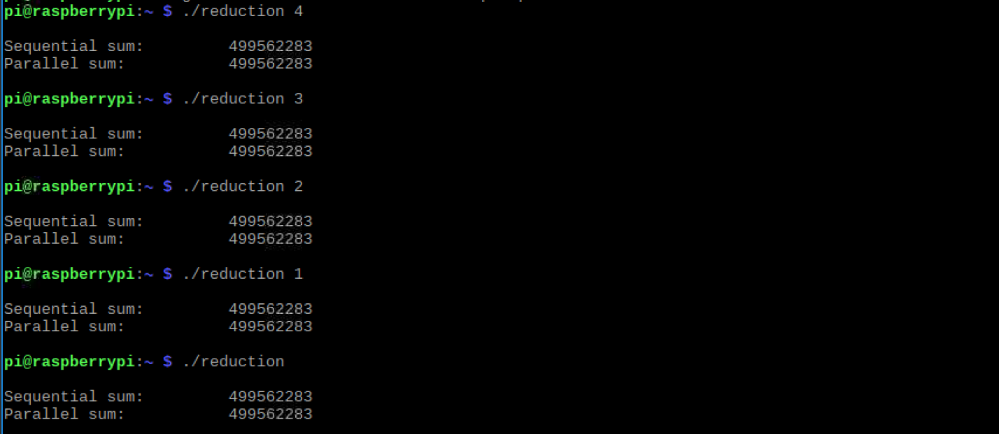 pi@raspberrypi:~ $ ./reduction 4
Sequential sum: 499562283
Parallel sum: 499562283
pi@raspberrypi:~ $ ./reduction 3
Sequential sum: 499562283
Parallel sum: 499562283
pi@raspberrypi:~ $ ./reduction 2
Sequential sum: 499562283
Parallel sum: 499562283
pi@raspberrypi:~ $ ./reduction 1
Sequential sum: 499562283
Parallel sum: 499562283
pi@raspberrypi:~ $ ./reduction
Sequential sum: 499562283
Parallel sum: 499562283